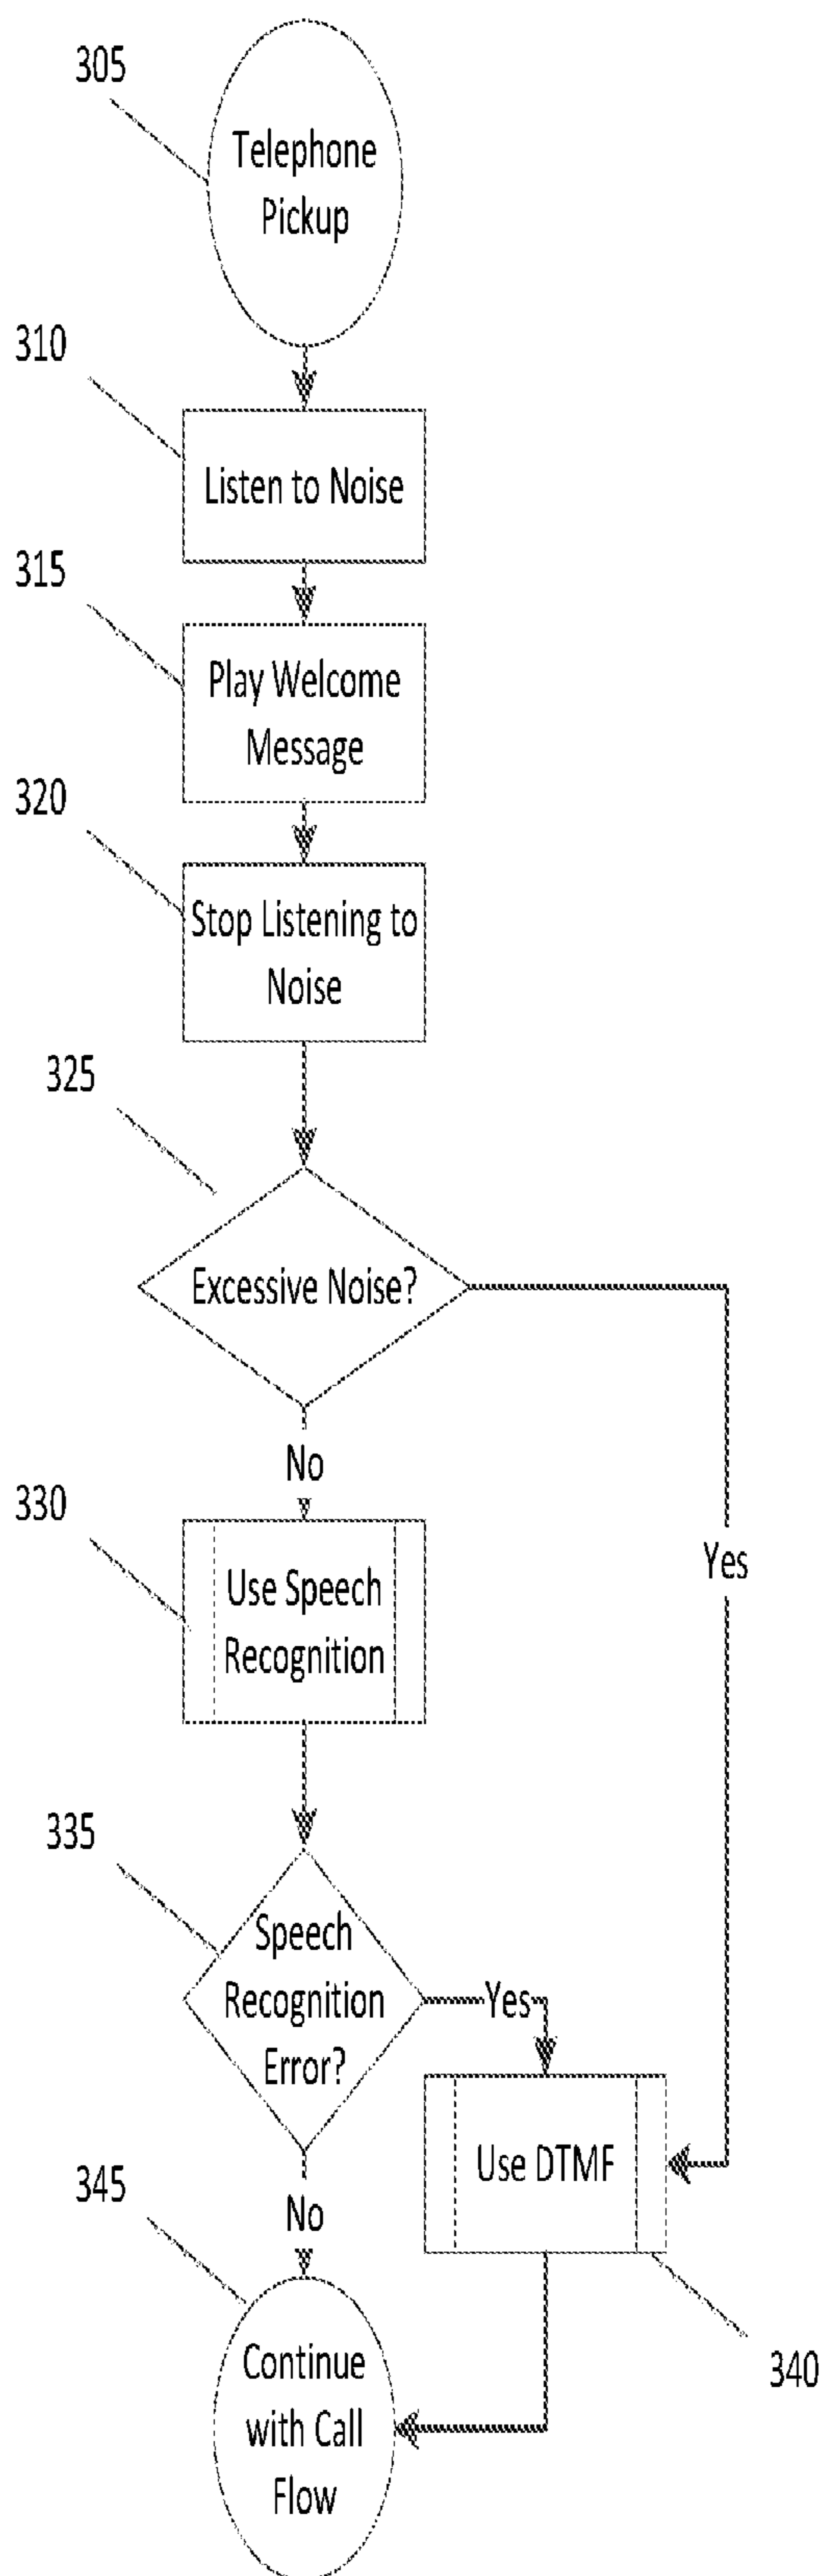 305
Telephone
Pickup
310
Listen to Noise
315
Play Welcome
Message
320
Stop Listening to
Noise
325
Excessive Noise?
No
330
Use Speech
Recognition
Yes
335
Speech
Recognition
Error?
Yes
Use DTMF
340
No
345
Continue
with Call
Flow